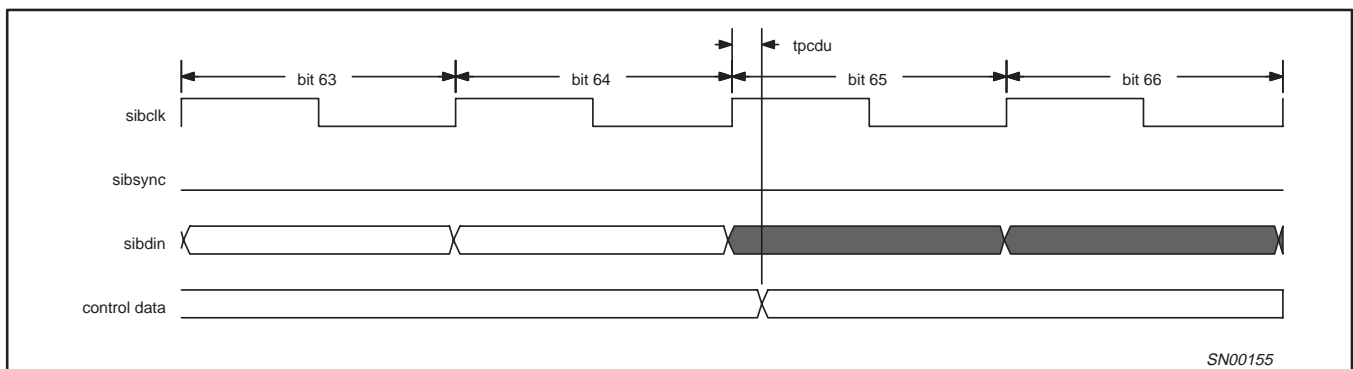 tpcdu
bit 63
bit 64
bit 65
bit 66
sibclk
sibsync
sibdin
control data
SN00155